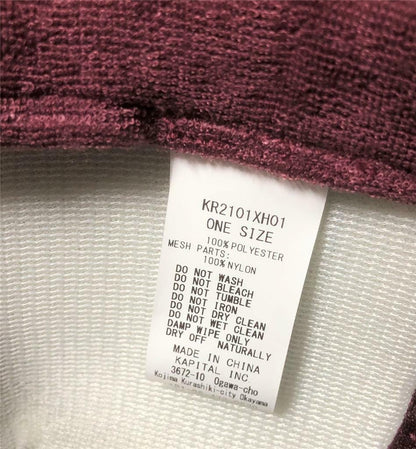 KR2101XH01
ONE SIZE
100% POLYESTER
MESH PARTS:
100% NYLON
DO NOT WASH
DO NOT BLEACH
DO NOT TUMBLE
DO NOT IRON
DO NOT DRY CLEAN
DO NOT WET CLEAN
DAMP WIPE ONLY
DRY OFF NATURALLY
MADE IN CHINA
KAPITAL INC
3672-10 Ogawa-cho
Kojima Kurashiki-city Okayama